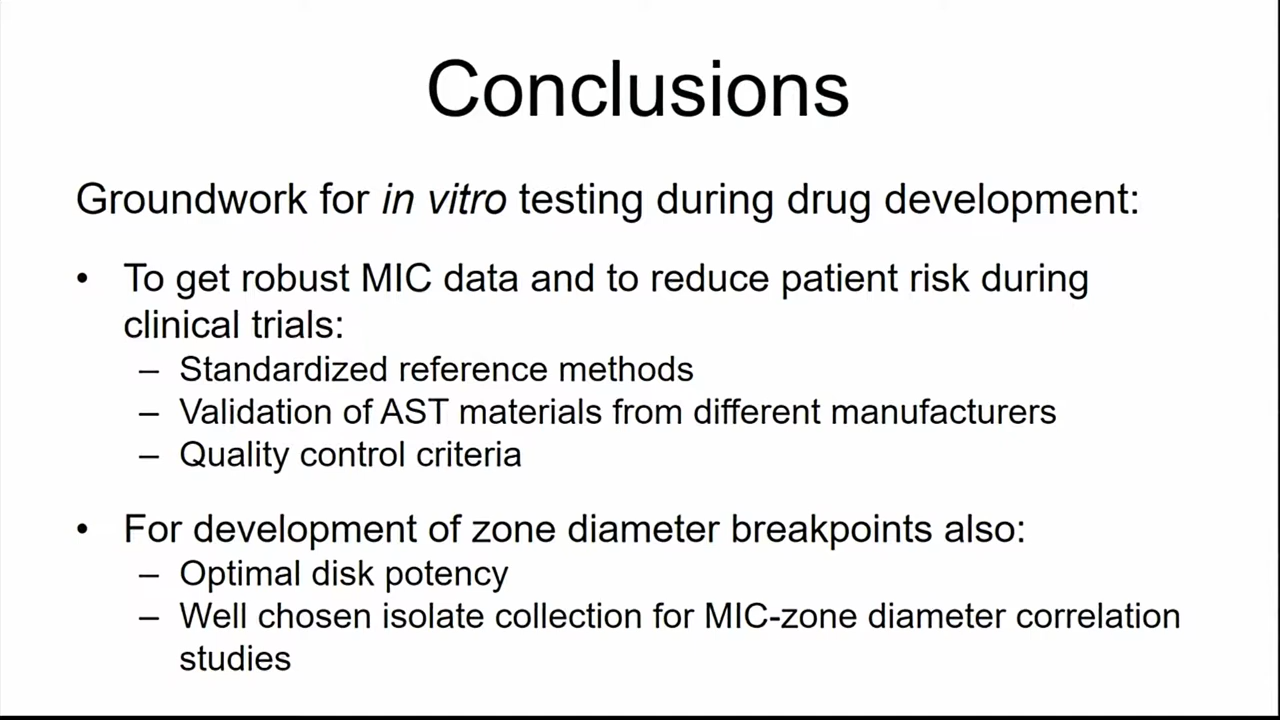 Conclusions
Groundwork for in vitro testing during drug development:
• To get robust MIC data and to reduce patient risk during
clinical trials:
– Standardized reference methods
– Validation of AST materials from different manufacturers
– Quality control criteria
• For development of zone diameter breakpoints also:
– Optimal disk potency
– Well chosen isolate collection for MIC-zone diameter correlation
studies